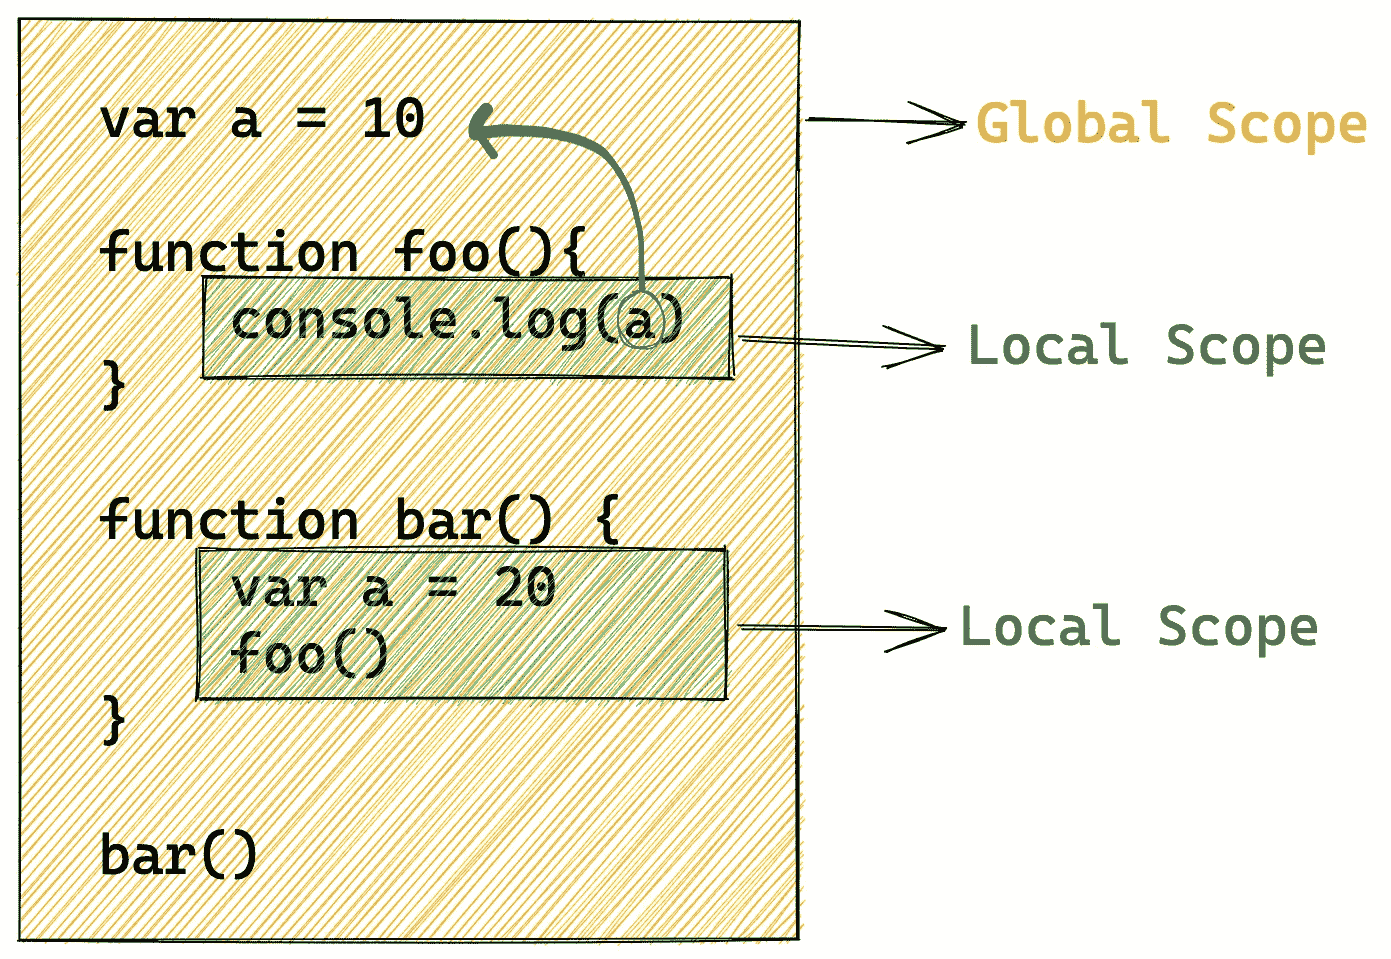 var a = 10
Global Scope
function foo(){
console.log(a)
Local Scope
}
function bar() {
var a = 20
Local Scope
foo()
}
bar()